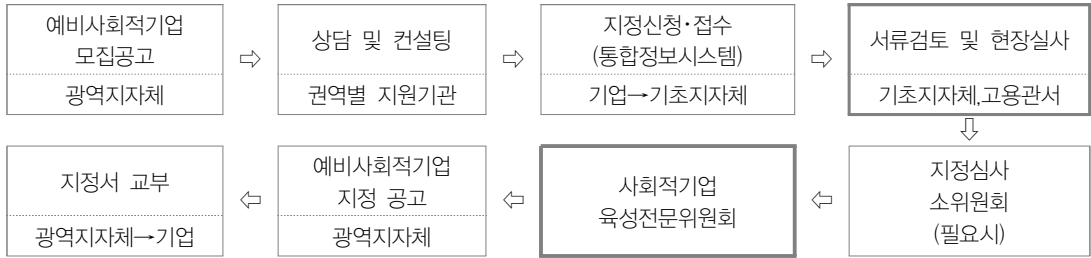 예비사회적기업
모집공고
광역지자체
⇨
상담 및 컨설팅
권역별 지원기관
⇨
지정신청·접수
(통합정보시스템)
기업→기초지자체
⇨
서류검토 및 현장실사
기초지자체,고용관서
⇩
지정심사
소위원회
(필요시)
⇦
사회적기업
육성전문위원회
⇦
예비사회적기업
지정 공고
광역지자체
⇦
지정서 교부
광역지자체→기업